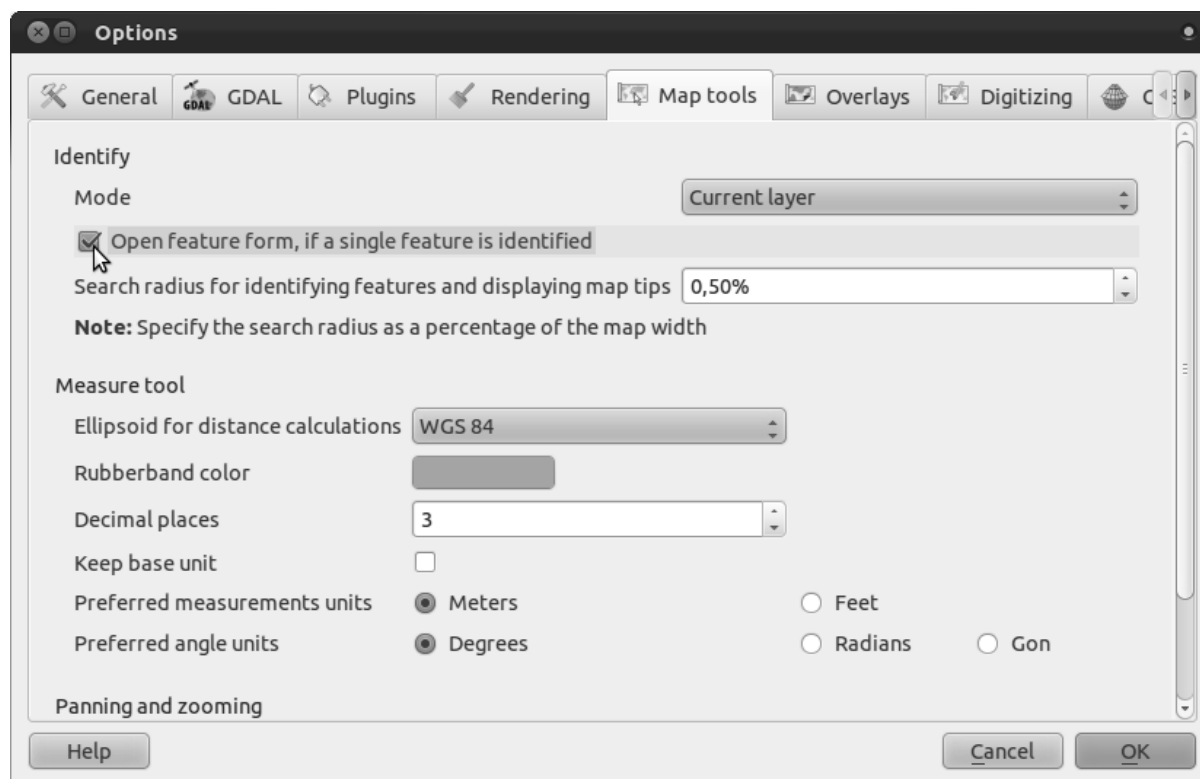 Options
General GDAL Plugins Rendering Map tools Overlays Digitizing
Identify
Mode Current layer
Open feature form, if a single feature is identified
Search radius for identifying features and displaying map tips 0,50%
Note: Specify the search radius as a percentage of the map width
Measure tool
Ellipsoid for distance calculations WGS 84
Rubberband color
Decimal places 3
Keep base unit
Preferred measurements units Meters Feet
Preferred angle units Degrees Radians Gon
Panning and zooming
Help Cancel OK